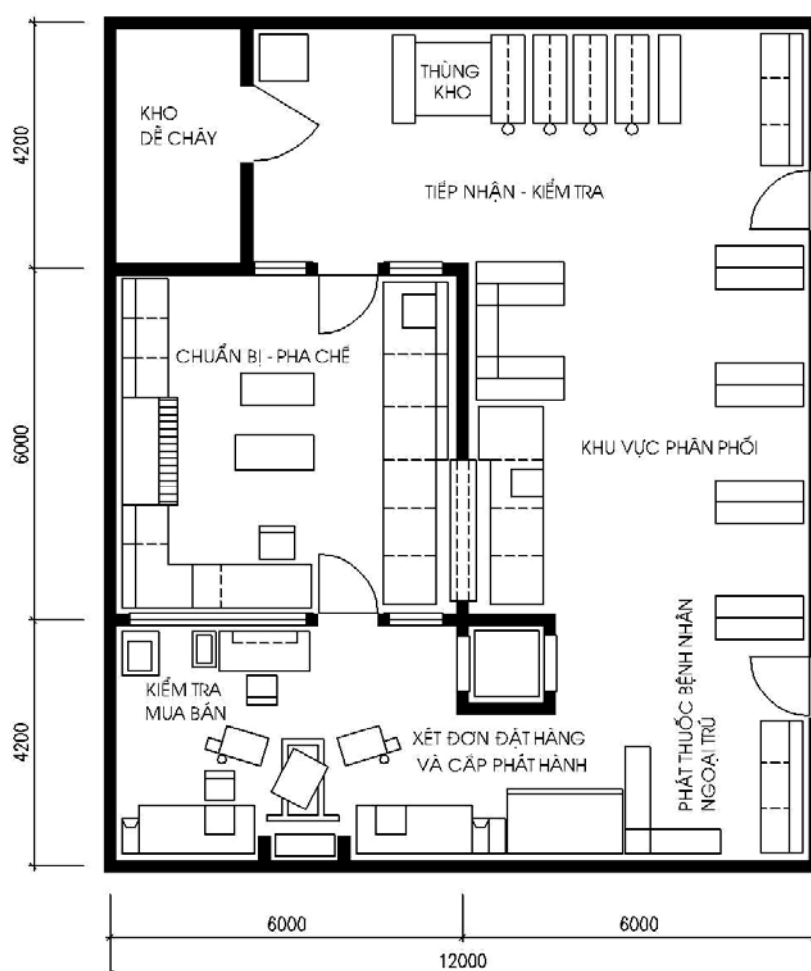 4200
KHO
DỄ CHÁY
THÙNG
KHO
TIẾP NHẬN - KIỂM TRA
6000
CHUẨN BỊ - PHA CHẾ
KHU VỰC PHÂN PHỐI
4200
KIỂM TRA
MUA BÁN
XÉT ĐƠN ĐẶT HÀNG
VÀ CẤP PHÁT HÀNH
PHÁT THUỐC BỆNH NHÂN
NGOẠI TRÚ
6000
6000
12000